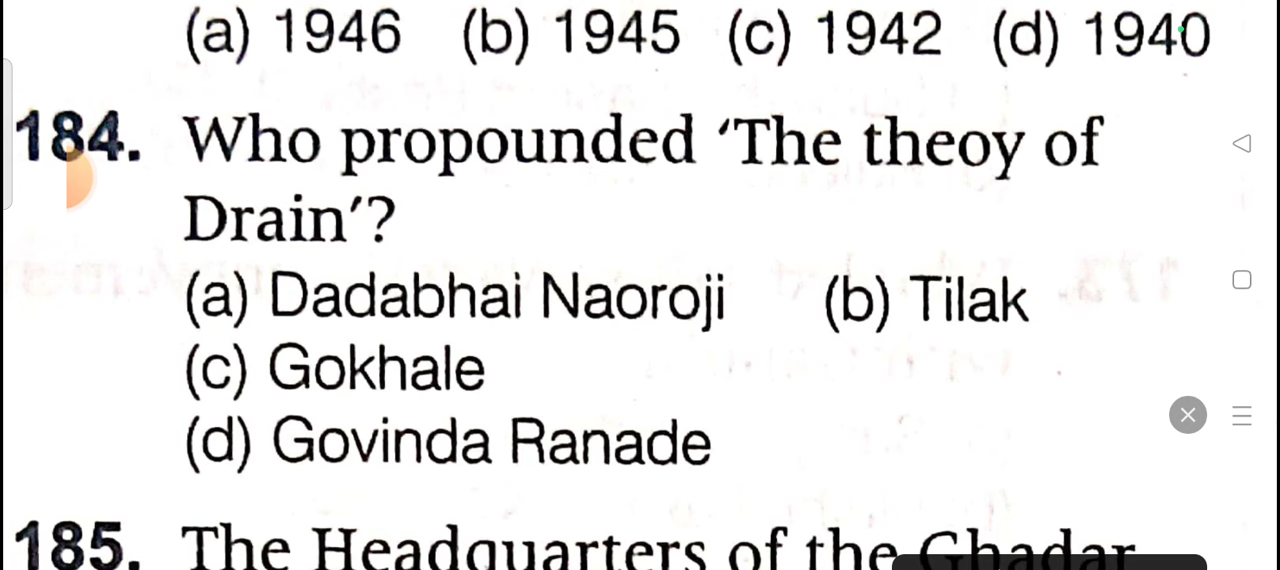 (a) 1946 (b) 1945 (c) 1942 (d) 1940
184. Who propounded ‘The theoy of
Drain’?
(a) Dadabhai Naoroji (b) Tilak
(c) Gokhale
(d) Govinda Ranade
185. The Headquarters of the Ghadar